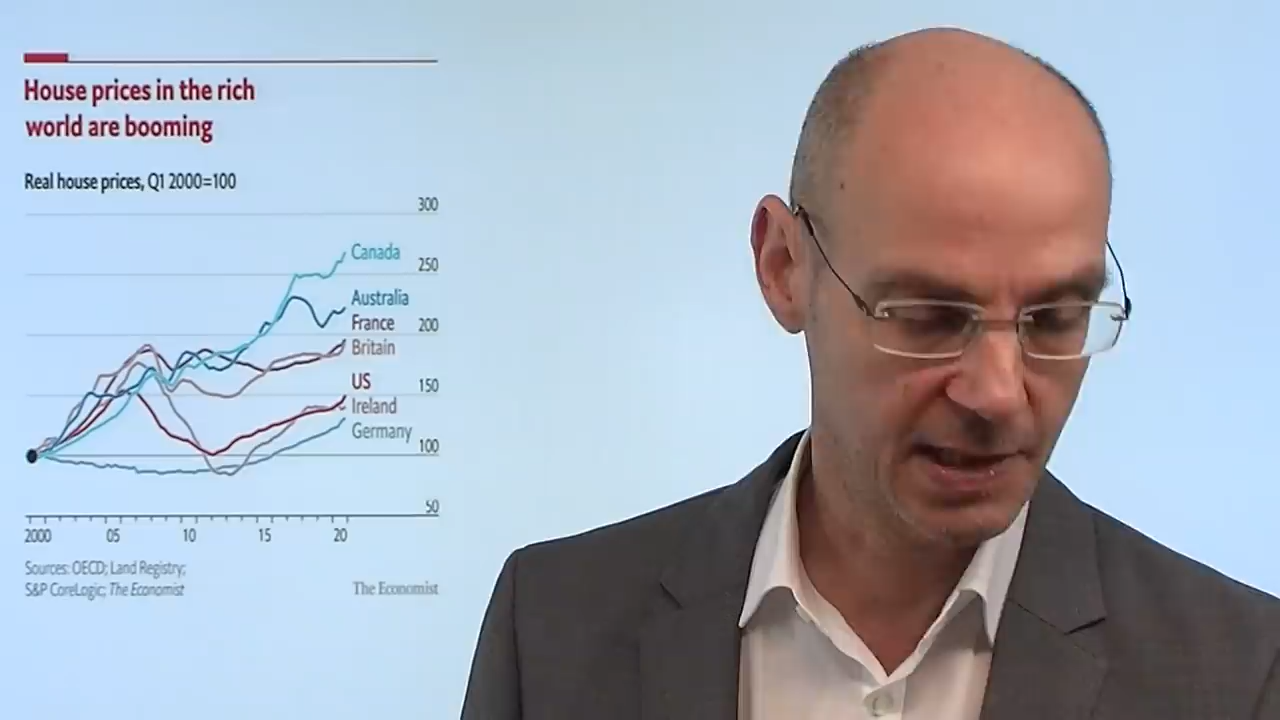 House prices in the rich
world are booming
Real house prices, Q1 2000=100
300
Canada
250
Australia
France
200
Britain
US
150
Ireland
Germany
100
50
2000 05 10 15 20
Sources: OECD; Land Registry;
S&P CoreLogic; The Economist
The Economist